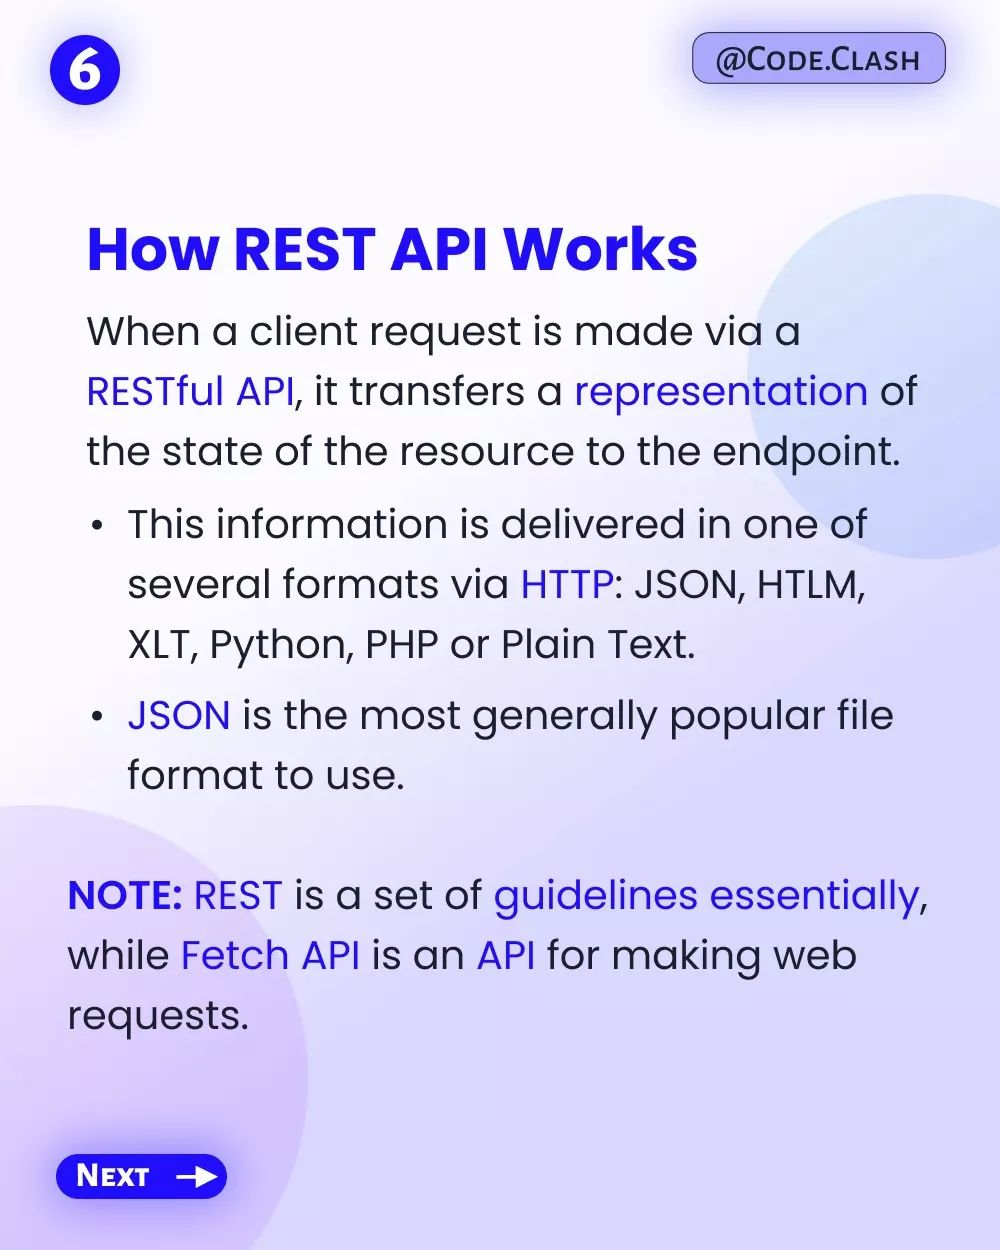 6
@Code.Clash
How REST API Works
When a client request is made via a
RESTful API, it transfers a representation of
the state of the resource to the endpoint.
• This information is delivered in one of
several formats via HTTP: JSON, HTLM,
XLT, Python, PHP or Plain Text.
• JSON is the most generally popular file
format to use.
NOTE: REST is a set of guidelines essentially,
while Fetch API is an API for making web
requests.
Next